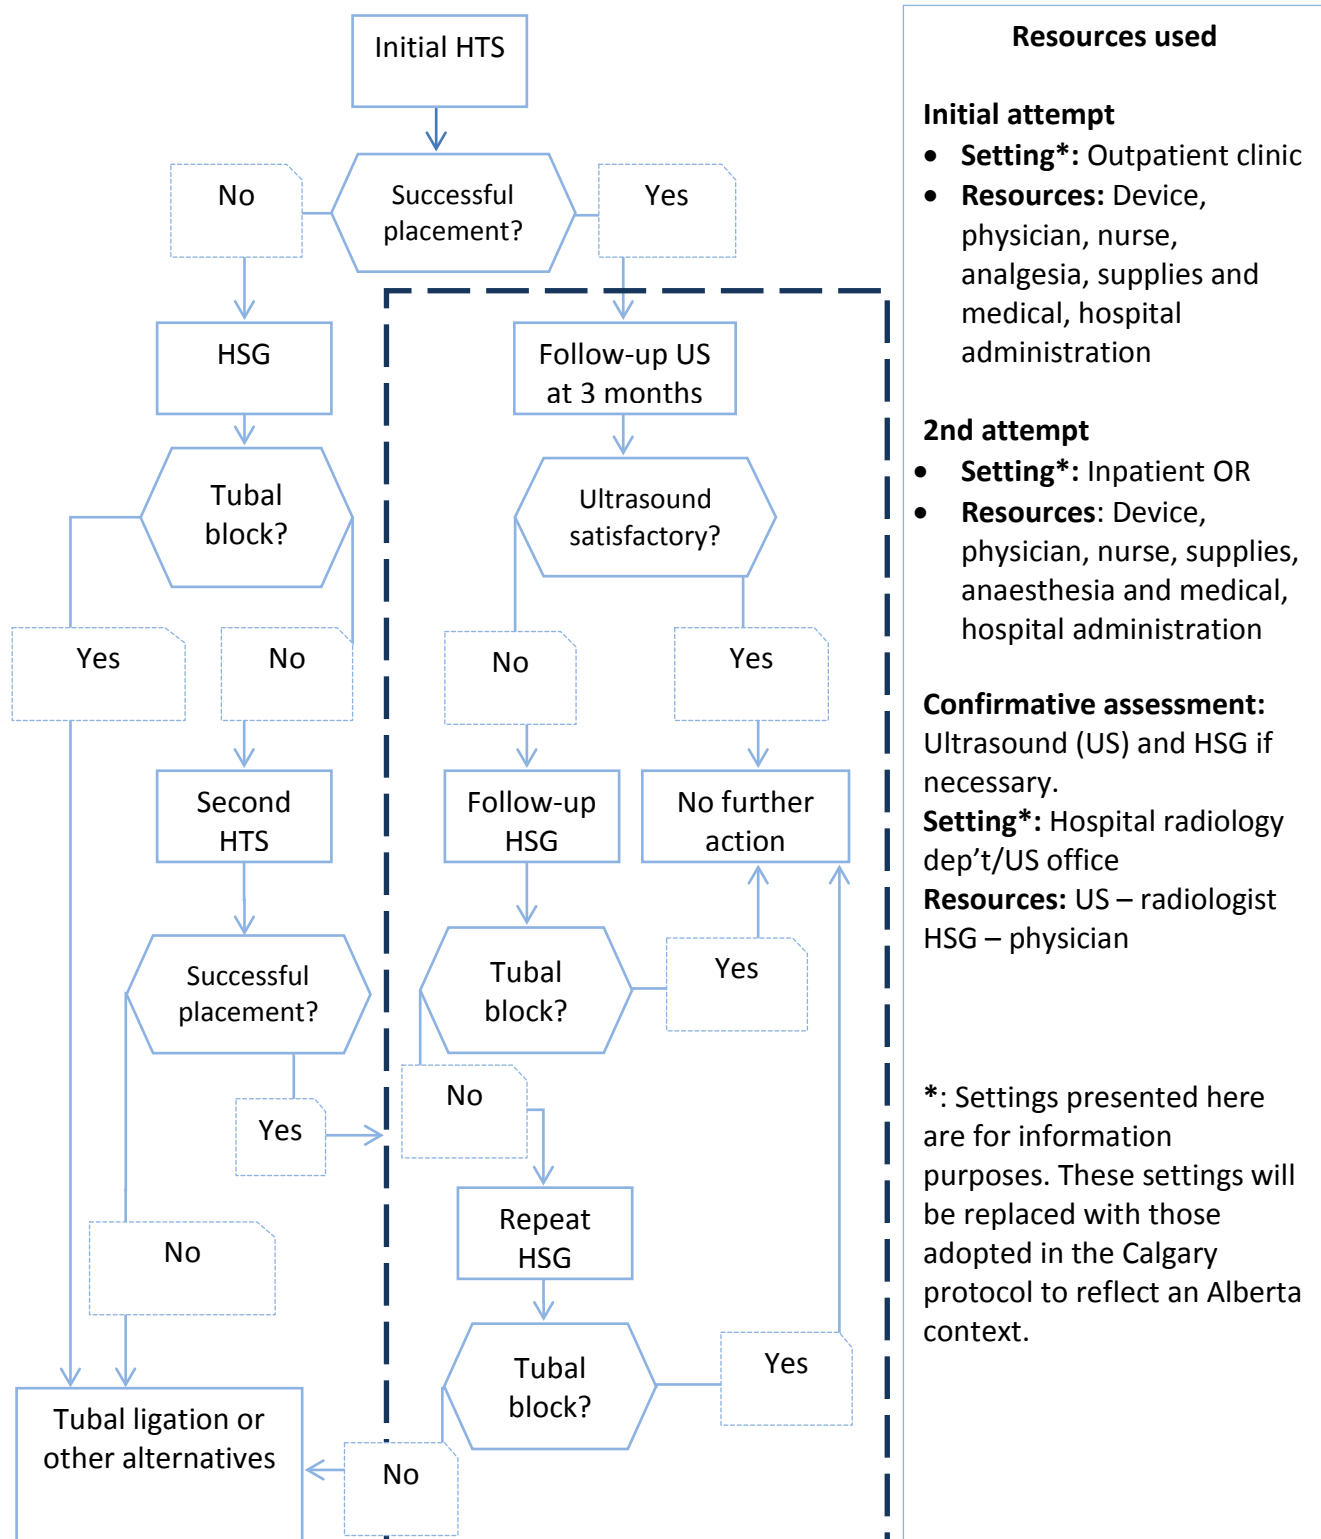 Initial HTS
No
Successful
placement?
Yes
HSG
Follow-up US
at 3 months
Tubal
block?
Ultrasound
satisfactory?
Yes
No
No
Yes
Second
HTS
Follow-up
HSG
No further
action
Successful
placement?
Tubal
block?
Yes
No
Yes
No
Repeat
HSG
Tubal
block?
Yes
No
Tubal ligation or
other alternatives
Resources used
Initial attempt
• Setting*: Outpatient clinic
• Resources: Device,
physician, nurse,
analgesia, supplies and
medical, hospital
administration
2nd attempt
• Setting*: Inpatient OR
• Resources: Device,
physician, nurse, supplies,
anaesthesia and medical,
hospital administration
Confirmative assessment:
Ultrasound (US) and HSG if
necessary.
Setting*: Hospital radiology
dep't/US office
Resources: US – radiologist
HSG – physician
*: Settings presented here
are for information
purposes. These settings will
be replaced with those
adopted in the Calgary
protocol to reflect an Alberta
context.